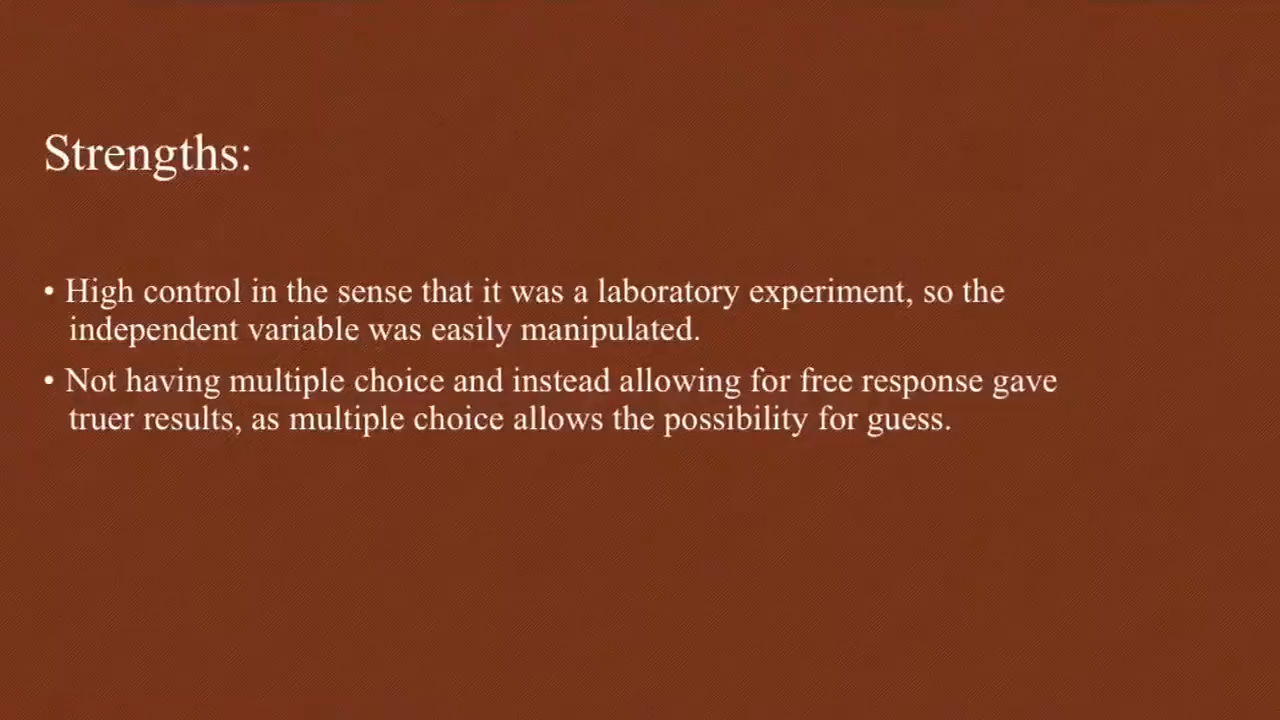 Strengths:
• High control in the sense that it was a laboratory experiment, so the
independent variable was easily manipulated.
• Not having multiple choice and instead allowing for free response gave
truer results, as multiple choice allows the possibility for guess.